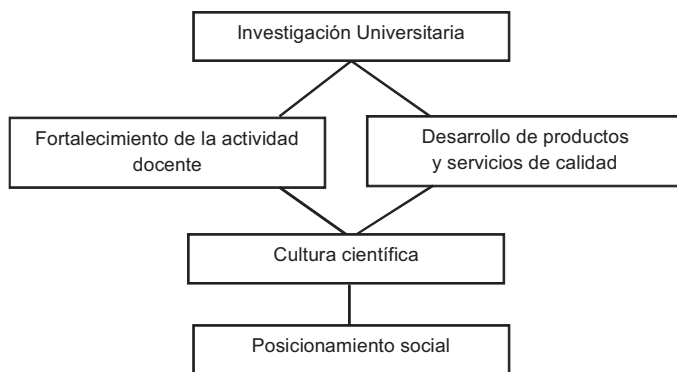 Investigación Universitaria
Fortalecimiento de la actividad
docente
Desarrollo de productos
y servicios de calidad
Cultura científica
Posicionamiento social